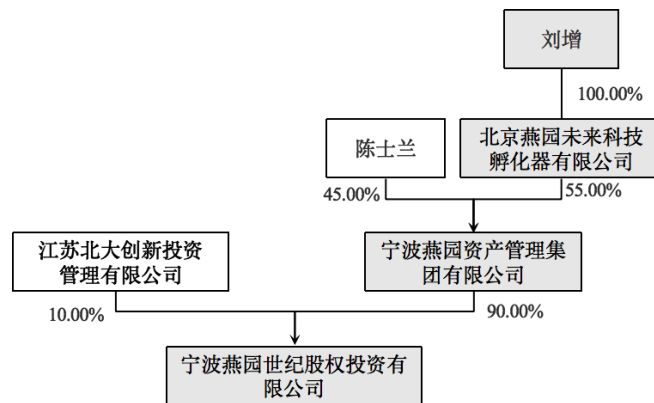 刘增
100.00%
陈士兰
北京燕园未来科技
孵化器有限公司
45.00%
55.00%
江苏北大创新投资
管理有限公司
宁波燕园资产管理集
团有限公司
10.00%
90.00%
宁波燕园世纪股权投资有
限公司